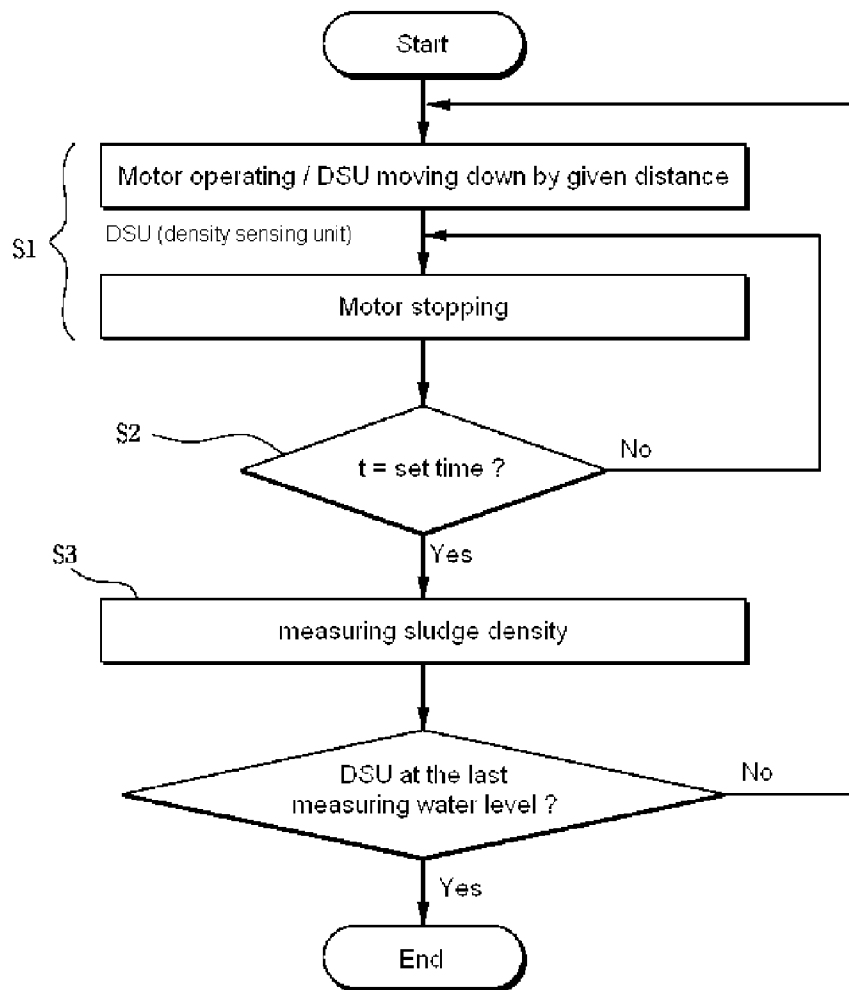 Start
Motor operating / DSU moving down by given distance
S1
DSU (density sensing unit)
Motor stopping
S2
t = set time ?
No
Yes
S3
measuring sludge density
DSU at the last
measuring water level ?
No
Yes
End